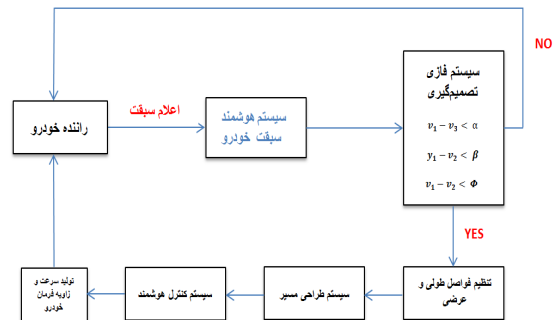 NO
سیستم فازی
تصمیم‌گیری
v₁ − v₃ < α
y₁ − v₂ < β
v₁ − v₂ < Φ
سیستم هوشمند
سبقت خودرو
اعلام سبقت
راننده خودرو
YES
تنظیم فواصل طولی و
عرضی
سیستم طراحی مسیر
سیستم کنترل هوشمند
تولید سرعت و
زاویه فرمان
خودرو